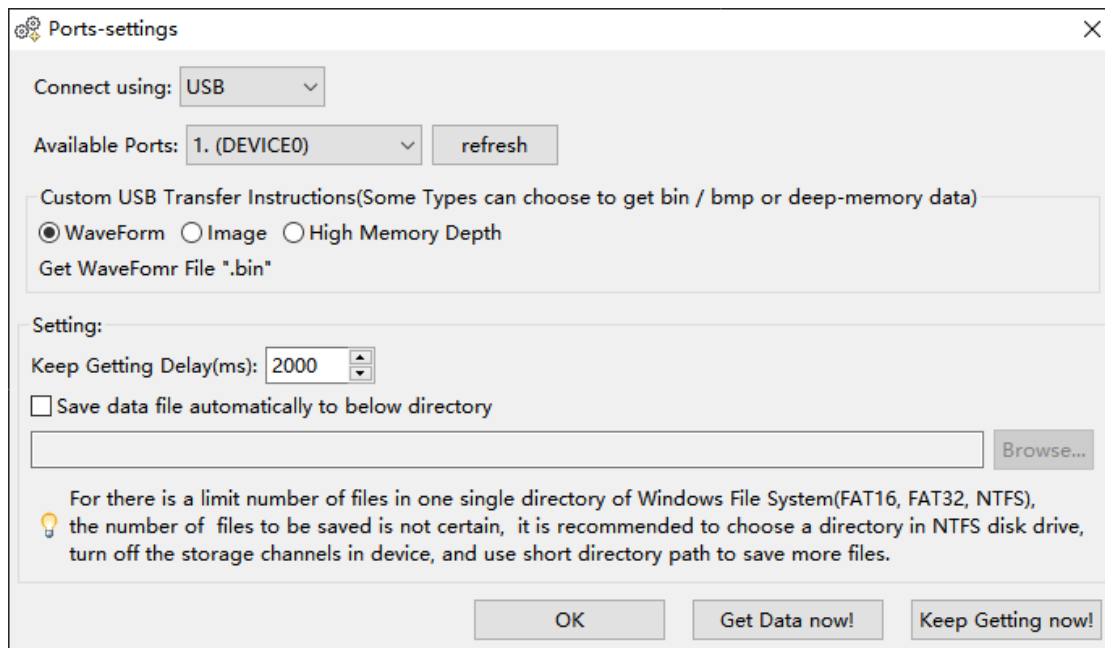 Ports-settings
Connect using: USB
Available Ports: 1. (DEVICE0) refresh
Custom USB Transfer Instructions(Some Types can choose to get bin / bmp or deep-memory data)
WaveForm Image High Memory Depth
Get WaveFomr File ".bin"
Setting:
Keep Getting Delay(ms): 2000
Save data file automatically to below directory
Browse...
For there is a limit number of files in one single directory of Windows File System(FAT16, FAT32, NTFS),
the number of files to be saved is not certain, it is recommended to choose a directory in NTFS disk drive,
turn off the storage channels in device, and use short directory path to save more files.
OK Get Data now! Keep Getting now!